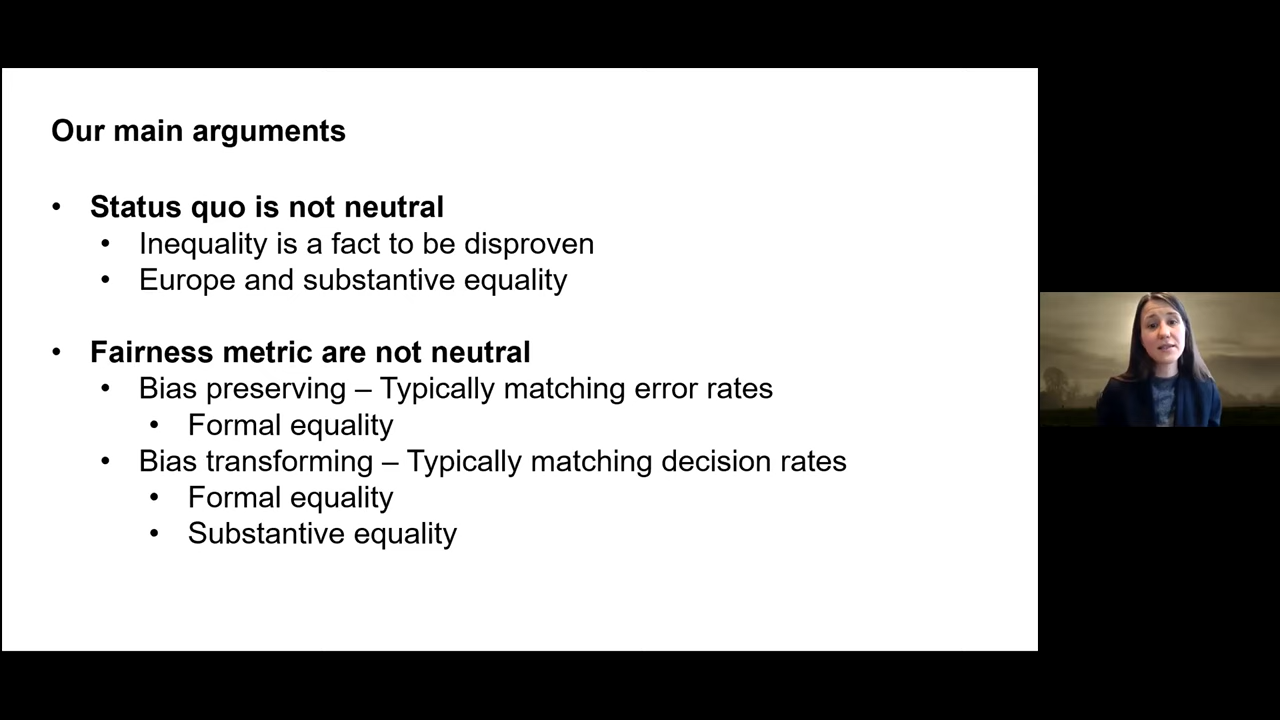 Our main arguments
• Status quo is not neutral
• Inequality is a fact to be disproven
• Europe and substantive equality
• Fairness metric are not neutral
• Bias preserving – Typically matching error rates
• Formal equality
• Bias transforming – Typically matching decision rates
• Formal equality
• Substantive equality